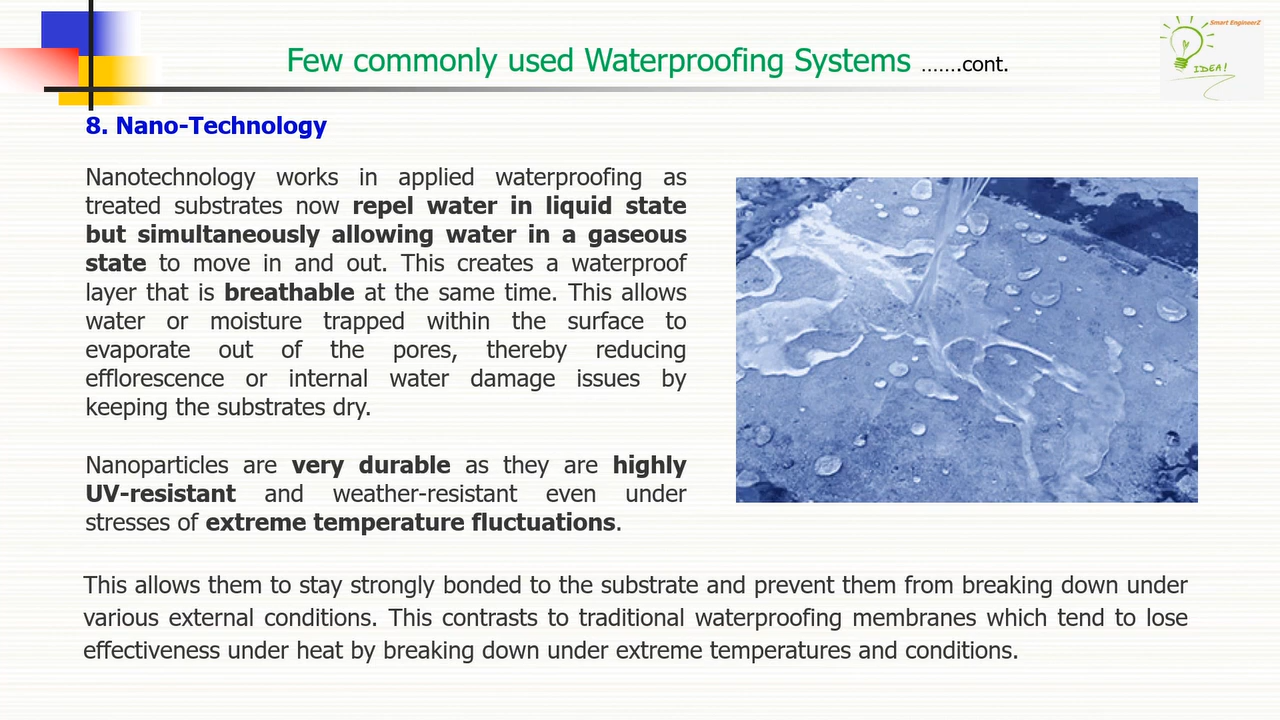 Few commonly used Waterproofing Systems …….cont.
Smart EngineerZ
IDEA!
8. Nano-Technology
Nanotechnology works in applied waterproofing as
treated substrates now repel water in liquid state
but simultaneously allowing water in a gaseous
state to move in and out. This creates a waterproof
layer that is breathable at the same time. This allows
water or moisture trapped within the surface to
evaporate out of the pores, thereby reducing
efflorescence or internal water damage issues by
keeping the substrates dry.
Nanoparticles are very durable as they are highly
UV-resistant and weather-resistant even under
stresses of extreme temperature fluctuations.
This allows them to stay strongly bonded to the substrate and prevent them from breaking down under
various external conditions. This contrasts to traditional waterproofing membranes which tend to lose
effectiveness under heat by breaking down under extreme temperatures and conditions.